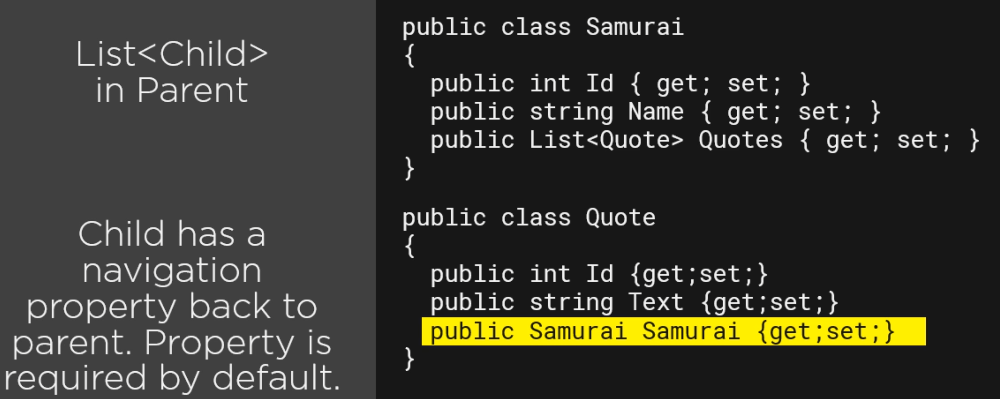 List<Child>
in Parent
Child has a
navigation
property back to
parent. Property is
required by default.
public class Samurai
{
  public int Id { get; set; }
  public string Name { get; set; }
  public List<Quote> Quotes { get; set; }
}
public class Quote
{
  public int Id {get;set;}
  public string Text {get;set;}
  public Samurai Samurai {get;set;}
}